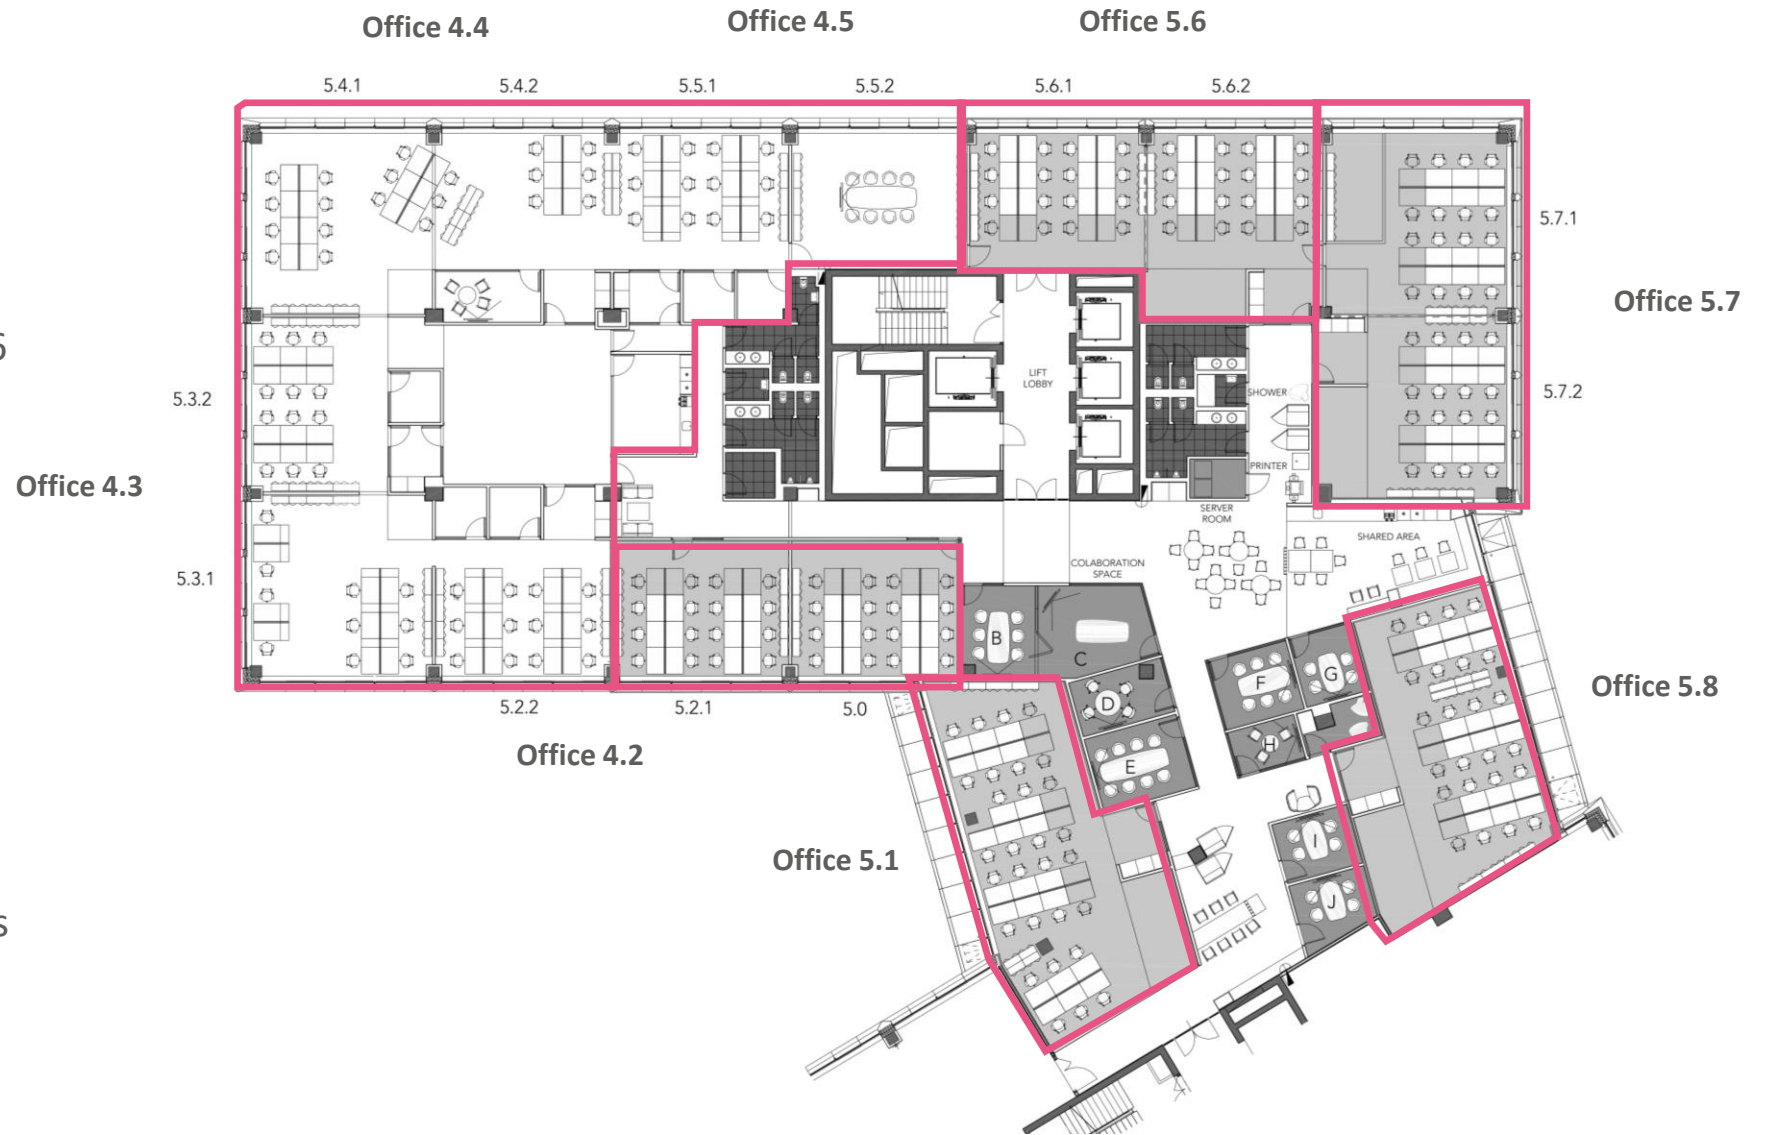 Office 4.4
Office 4.5
Office 5.6
5.4.1
5.4.2
5.5.1
5.5.2
5.6.1
5.6.2
5.7.1
Office 5.7
6
5.3.2
LIFT
LOBBY
SHOWER
5.7.2
PRINTER
Office 4.3
SERVER
ROOM
SHARED AREA
5.3.1
COLABORATION
SPACE
B
C
D
E
F
G
H
I
J
Office 5.8
5.2.2
5.2.1
5.0
Office 4.2
Office 5.1
s